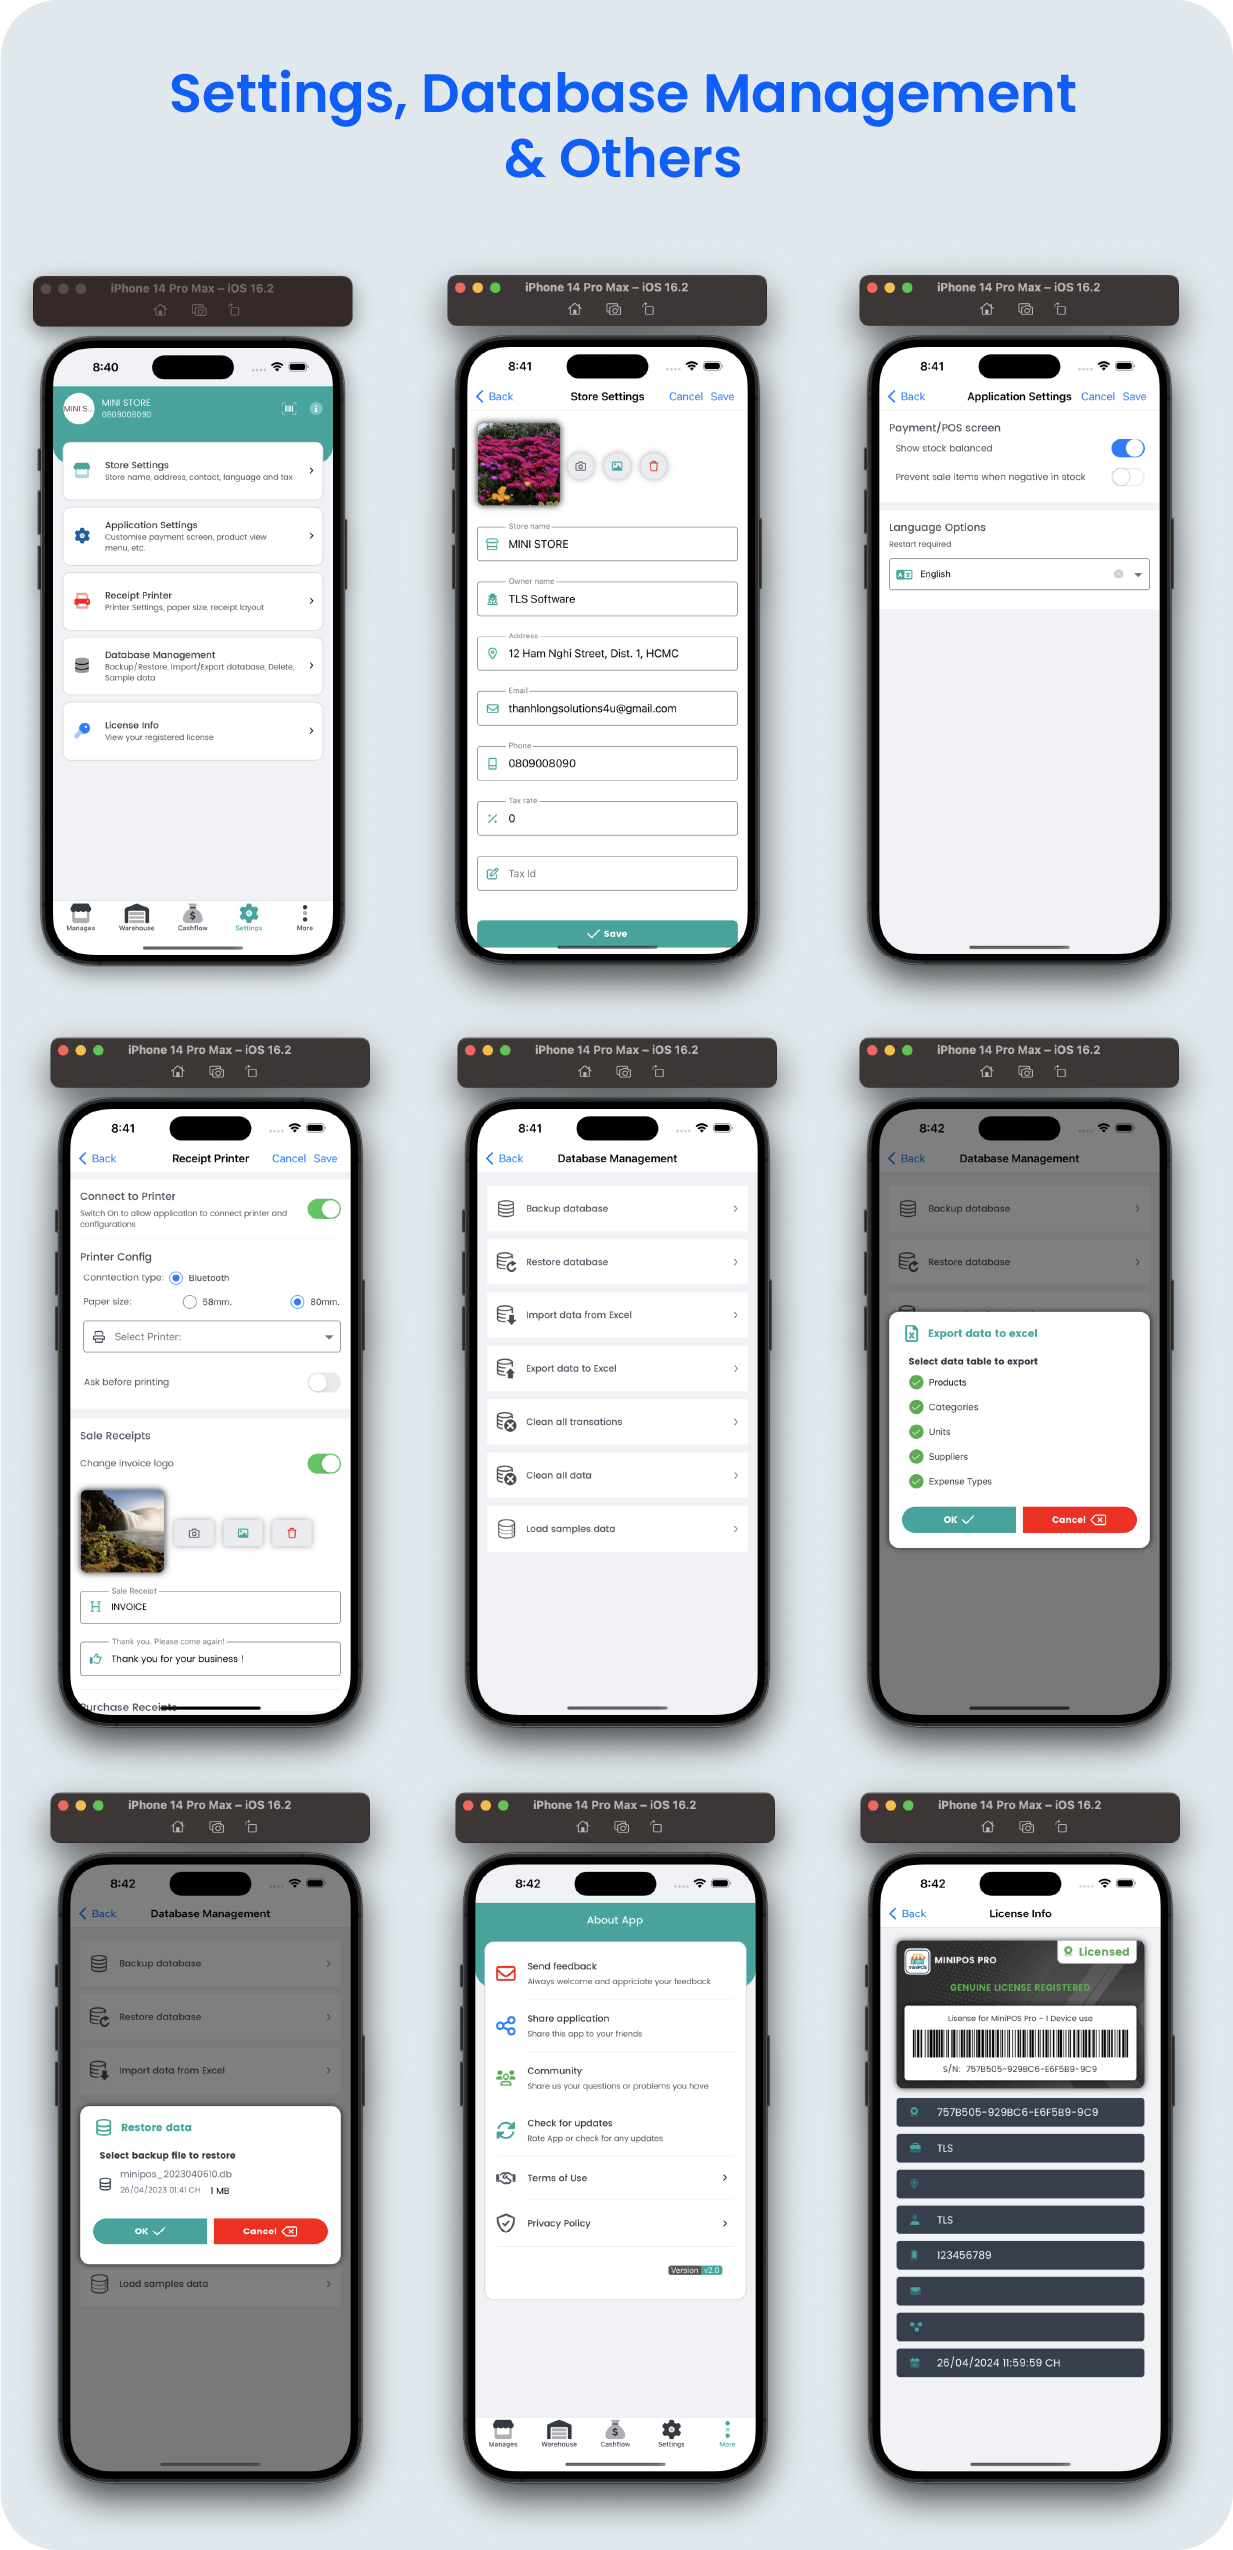 Settings, Database Management
& Others
iPhone 14 Pro Max – iOS 16.2
8:40
MINI S...
MINI STORE
0809008090
Store Settings
Store name, address, contact, language and tax
Application Settings
Customise payment screen, product view
menu, etc.
Receipt Printer
Printer Settings, paper size, receipt layout
Database Management
Backup/Restore, Import/Export database, Delete,
Sample data
License Info
View your registered license
Manages Warehouse Cashflow Settings More
iPhone 14 Pro Max – iOS 16.2
8:41
Back Store Settings Cancel Save
Store name
MINI STORE
Owner name
TLS Software
Address
12 Ham Nghi Street, Dist. 1, HCMC
Email
thanhlongsolutions4u@gmail.com
Phone
0809008090
Tax rate
0
Tax Id
Save
iPhone 14 Pro Max – iOS 16.2
8:41
Back Application Settings Cancel Save
Payment/POS screen
Show stock balanced
Prevent sale items when negative in stock
Language Options
Restart required
English
iPhone 14 Pro Max – iOS 16.2
8:41
Back Receipt Printer Cancel Save
Connect to Printer
Switch On to allow application to connect printer and
configurations
Printer Config
Conntection type: Bluetooth
Paper size: 58mm. 80mm.
Select Printer:
Ask before printing
Sale Receipts
Change invoice logo
Sale Receipt
INVOICE
Thank you. Please come again!
Thank you for your business !
Purchase Receipts
iPhone 14 Pro Max – iOS 16.2
8:41
Back Database Management
Backup database
Restore database
Import data from Excel
Export data to Excel
Clean all transations
Clean all data
Load samples data
iPhone 14 Pro Max – iOS 16.2
8:42
Back Database Management
Backup database
Restore database
Export data to excel
Select data table to export
Products
Categories
Units
Suppliers
Expense Types
OK Cancel
iPhone 14 Pro Max – iOS 16.2
8:42
Back Database Management
Backup database
Restore database
Import data from Excel
Restore data
Select backup file to restore
minipos_2023040610.db
26/04/2023 01:41 CH 1 MB
OK Cancel
Load samples data
iPhone 14 Pro Max – iOS 16.2
8:42
About App
Send feedback
Always welcome and appriciate your feedback
Share application
Share this app to your friends
Community
Share us your questions or problems you have
Check for updates
Rate App or check for any updates
Terms of Use
Privacy Policy
Version v2.0
Manages Warehouse Cashflow Settings More
iPhone 14 Pro Max – iOS 16.2
8:42
Back License Info
miniPOS
MINIPOS PRO
Licensed
GENUINE LICENSE REGISTERED
Lisense for MiniPOS Pro - 1 Device use
S/N: 757B505-929BC6-E6F5B9-9C9
757B505-929BC6-E6F5B9-9C9
TLS
TLS
123456789
26/04/2024 11:59:59 CH